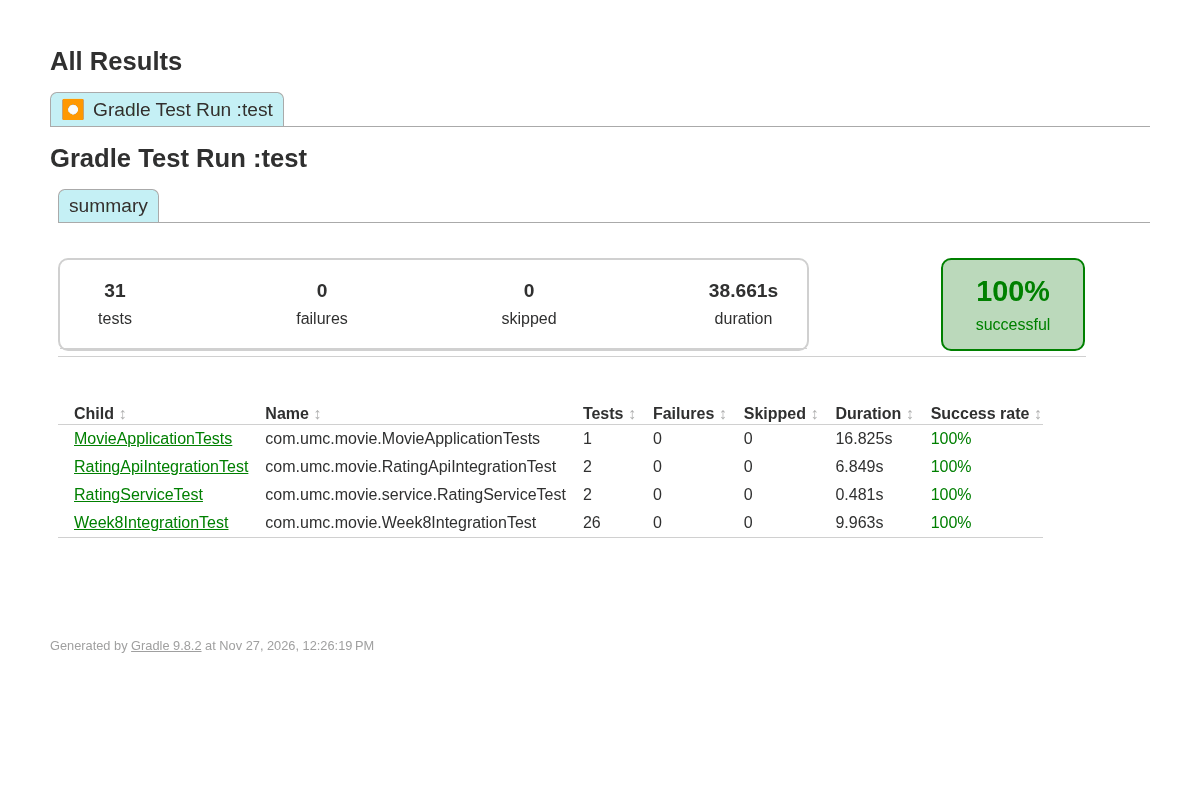 All Results
Gradle Test Run :test
Gradle Test Run :test
summary
31 0 0 38.661s 100%
tests failures skipped duration successful
Child ↕ Name ↕ Tests ↕ Failures ↕ Skipped ↕ Duration ↕ Success rate ↕
MovieApplicationTests com.umc.movie.MovieApplicationTests 1 0 0 16.825s 100%
RatingApiIntegrationTest com.umc.movie.RatingApiIntegrationTest 2 0 0 6.849s 100%
RatingServiceTest com.umc.movie.service.RatingServiceTest 2 0 0 0.481s 100%
Week8IntegrationTest com.umc.movie.Week8IntegrationTest 26 0 0 9.963s 100%
Generated by Gradle 9.8.2 at Nov 27, 2026, 12:26:19 PM